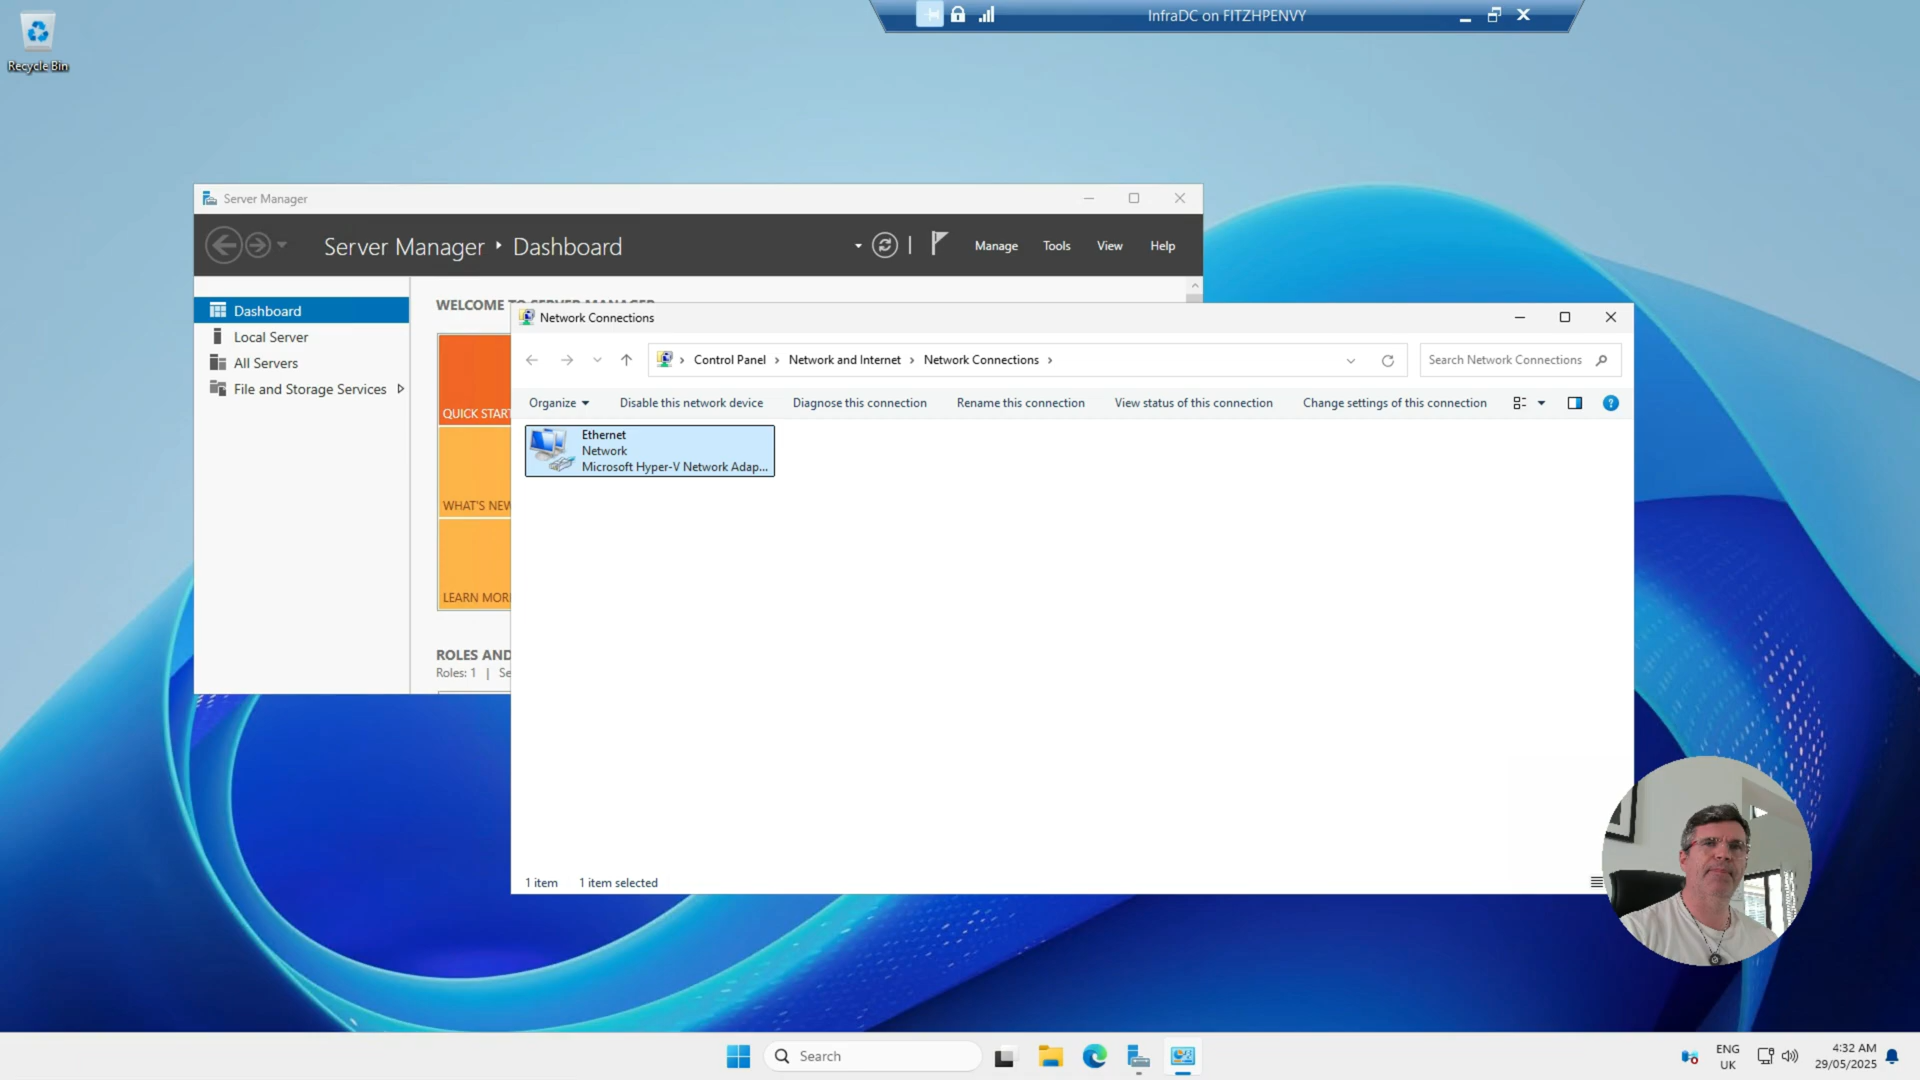 Recycle Bin
InfraDC on FITZHPENVY
Server Manager
Server Manager
Dashboard
Manage
Tools
View
Help
Dashboard
Local Server
All Servers
File and Storage Services
WELCOME TO SERVER MANAGER
QUICK START
WHAT'S NEW
LEARN MORE
ROLES AND
Roles: 1 | Se
Network Connections
Control Panel
Network and Internet
Network Connections
Search Network Connections
Organize
Disable this network device
Diagnose this connection
Rename this connection
View status of this connection
Change settings of this connection
Ethernet
Network
Microsoft Hyper-V Network Adap...
1 item
1 item selected
Search
ENG
UK
4:32 AM
29/05/2025